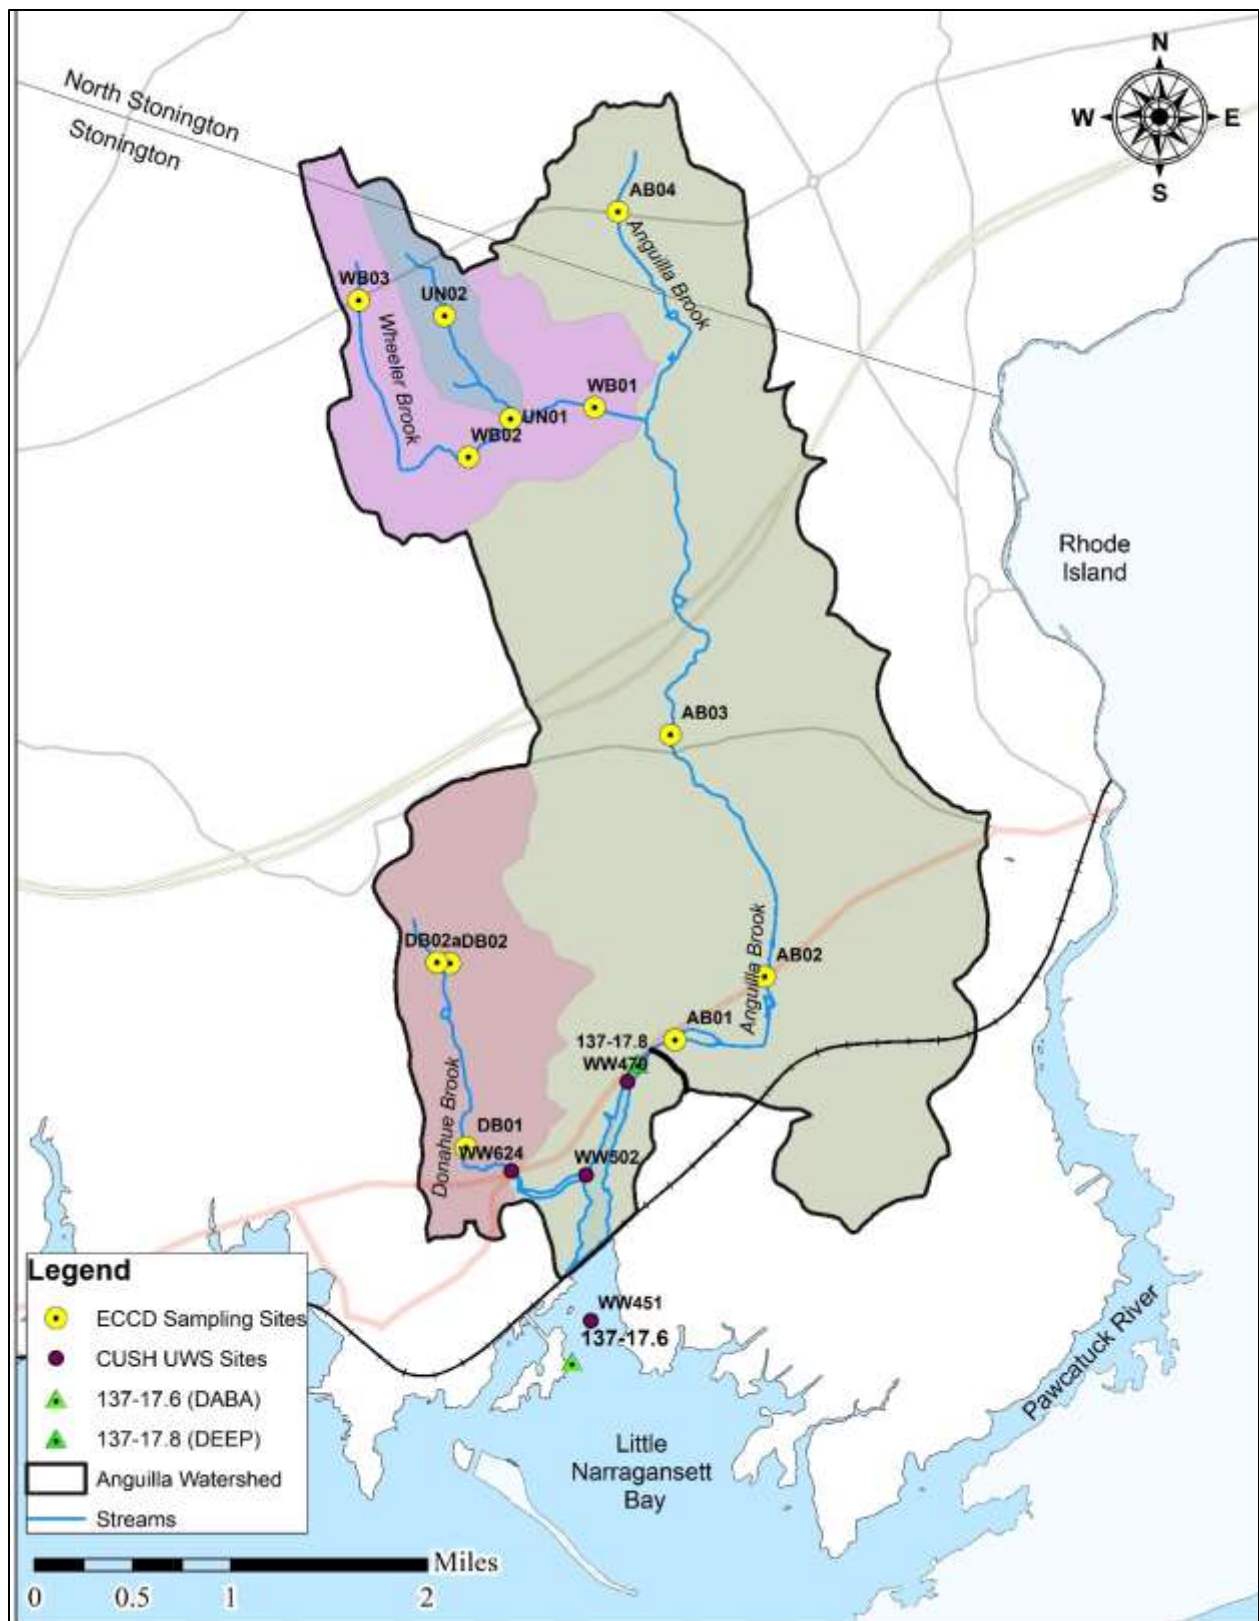 N
W
E
S
North Stonington
Stonington
AB04
Anguilla Brook
WB03
UN02
Wheeler Brook
WB01
UN01
WB02
Rhode
Island
AB03
DB02aDB02
AB02
Anguilla Brook
AB01
137-17.8
WW470
DB01
Donahue Brook
WW624
WW502
WW451
137-17.6
Pawcatuck River
Little
Narragansett
Bay
Legend
ECCD Sampling Sites
CUSH UWS Sites
137-17.6 (DABA)
137-17.8 (DEEP)
Anguilla Watershed
Streams
Miles
0 0.5 1 2